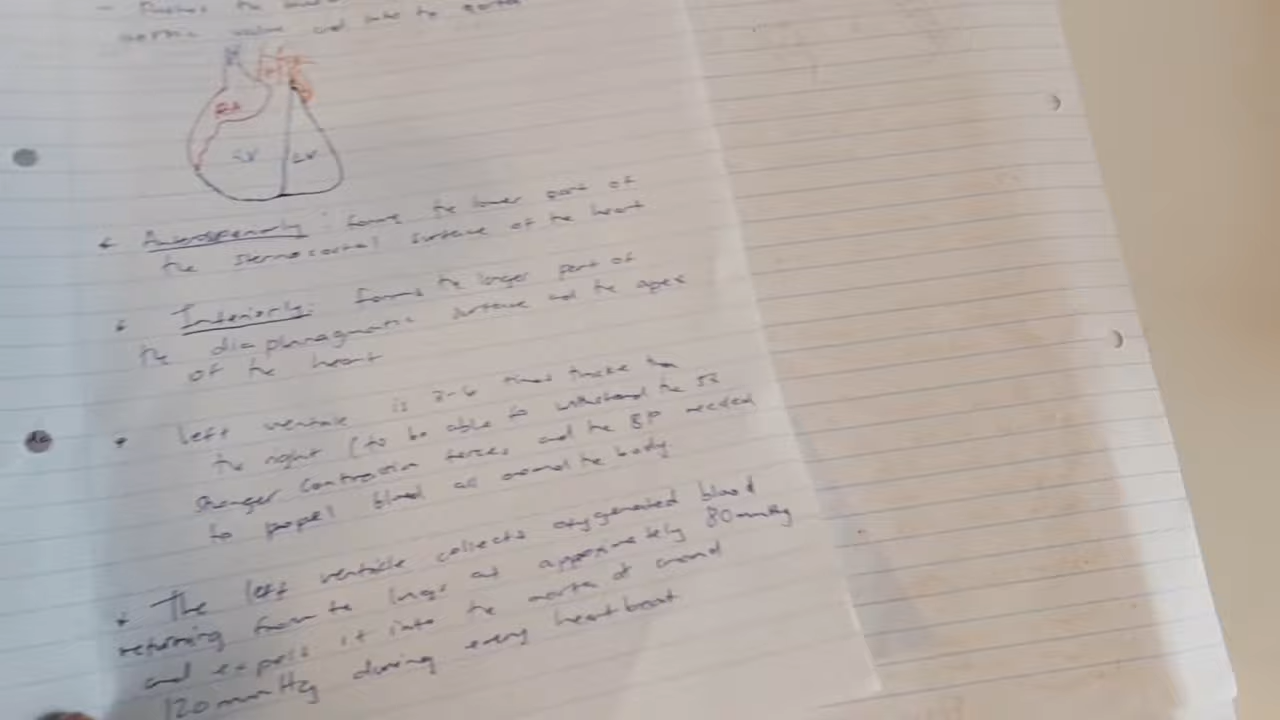 aortic valve and into the aorta
RA
LV
: forms the lower part of
the sternocostal surface of the heart
Inferiorly: forms the larger part of
the diaphragmatic surface and the apex
of the heart
left ventricle is 3-6 times thicker than
the right (to be able to withstand the
stronger contraction forces and the BP needed
to propel blood all around the body
The left ventricle collects oxygenated blood
returning from the lungs at approximately 80mmHg
and expels it into the aorta at around
120mmHg during every heartbeat